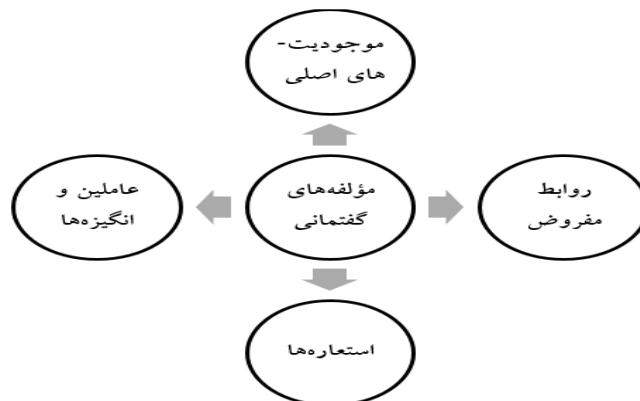 موجودیت-
های اصلی
روابط
مفروض
مؤلفه‌های
گفتمانی
عاملین و
انگیزه‌ها
استعاره‌ها